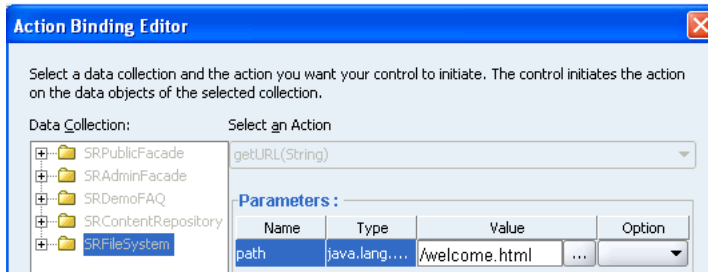 Action Binding Editor
Select a data collection and the action you want your control to initiate. The control initiates the action
on the data objects of the selected collection.
Data Collection:
Select an Action
SRPublicFacade
SRAdminFacade
SRDemoFAQ
SRContentRepository
SRFileSystem
getURL(String)
Parameters :
Name Type Value Option
path java.lang.... /welcome.html ...